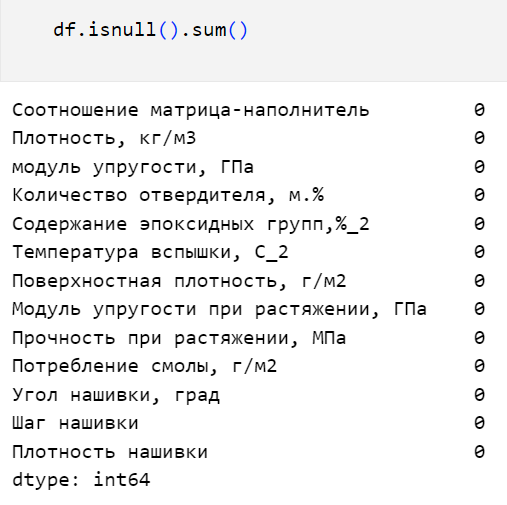 df.isnull().sum()
Соотношение матрица-наполнитель 0
Плотность, кг/м3 0
модуль упругости, ГПа 0
Количество отвердителя, м.% 0
Содержание эпоксидных групп,%_2 0
Температура вспышки, С_2 0
Поверхностная плотность, г/м2 0
Модуль упругости при растяжении, ГПа 0
Прочность при растяжении, МПа 0
Потребление смолы, г/м2 0
Угол нашивки, град 0
Шаг нашивки 0
Плотность нашивки 0
dtype: int64